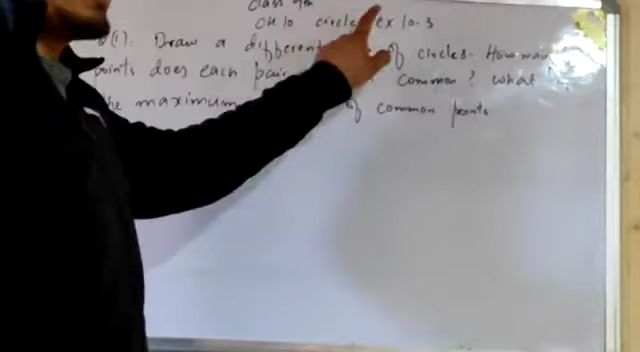 Class 9th
CH 10 circle ex 10.3
Q(1). Draw a different of circles. How many
points does each pair common? what
the maximum of common points